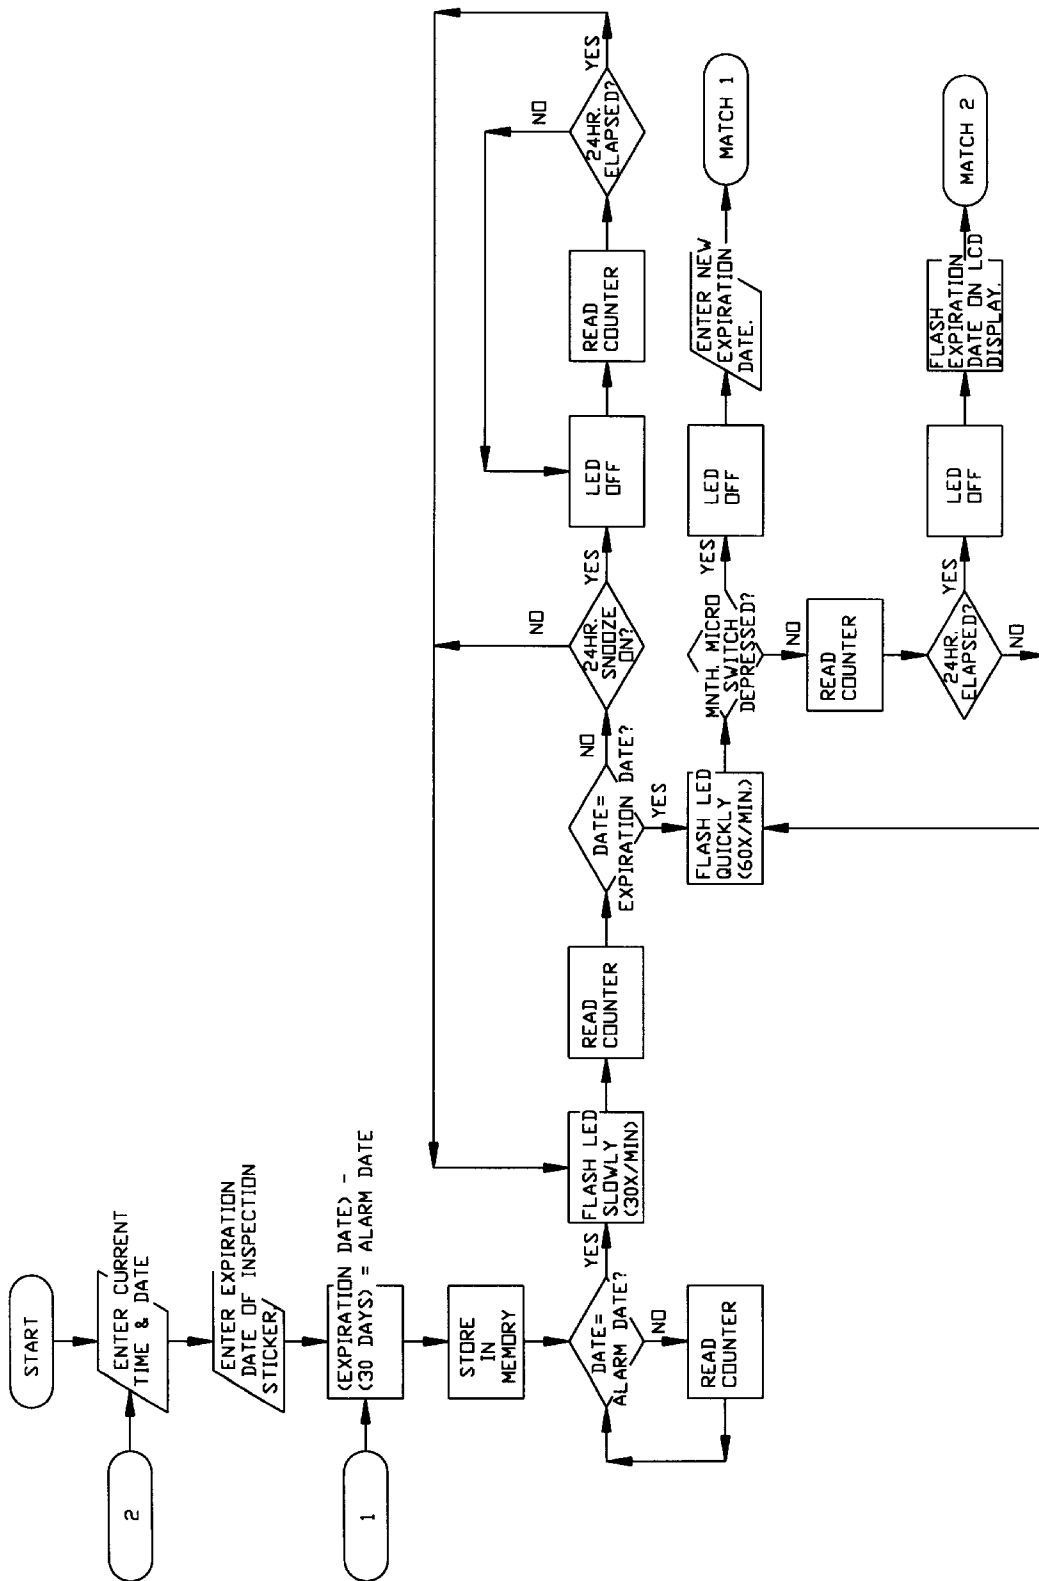 START
2
ENTER CURRENT
TIME & DATE
ENTER EXPIRATION
DATE OF INSPECTION
STICKER.
1
(EXPIRATION DATE) -
(30 DAYS) = ALARM DATE
STORE
IN
MEMORY
DATE=
ALARM DATE?
NO
READ
COUNTER
YES
FLASH LED
SLOWLY
(30X/MIN)
READ
COUNTER
DATE=
EXPIRATION DATE?
NO
YES
24HR.
SNOOZE
ON?
NO
YES
LED
OFF
READ
COUNTER
24HR.
ELAPSED?
NO
YES
FLASH LED
QUICKLY
(60X/MIN.)
MNTH. MICRO
SWITCH
DEPRESSED?
YES
NO
LED
OFF
ENTER NEW
EXPIRATION
DATE.
MATCH 1
READ
COUNTER
24HR.
ELAPSED?
YES
NO
LED
OFF
FLASH
EXPIRATION
DATE ON LCD
DISPLAY.
MATCH 2